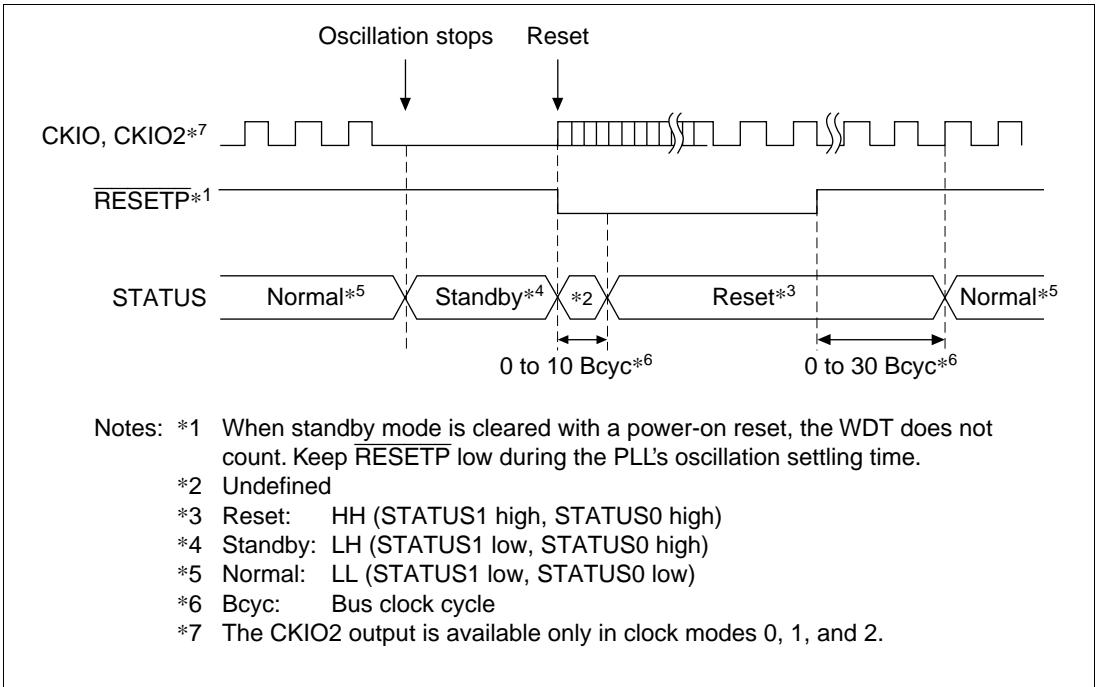 Oscillation stops Reset
CKIO, CKIO2*7
RESETP*1
STATUS Normal*5 Standby*4 *2 Reset*3 Normal*5
0 to 10 Bcyc*6 0 to 30 Bcyc*6
Notes: *1 When standby mode is cleared with a power-on reset, the WDT does not
count. Keep RESETP low during the PLL's oscillation settling time.
*2 Undefined
*3 Reset: HH (STATUS1 high, STATUS0 high)
*4 Standby: LH (STATUS1 low, STATUS0 high)
*5 Normal: LL (STATUS1 low, STATUS0 low)
*6 Bcyc: Bus clock cycle
*7 The CKIO2 output is available only in clock modes 0, 1, and 2.